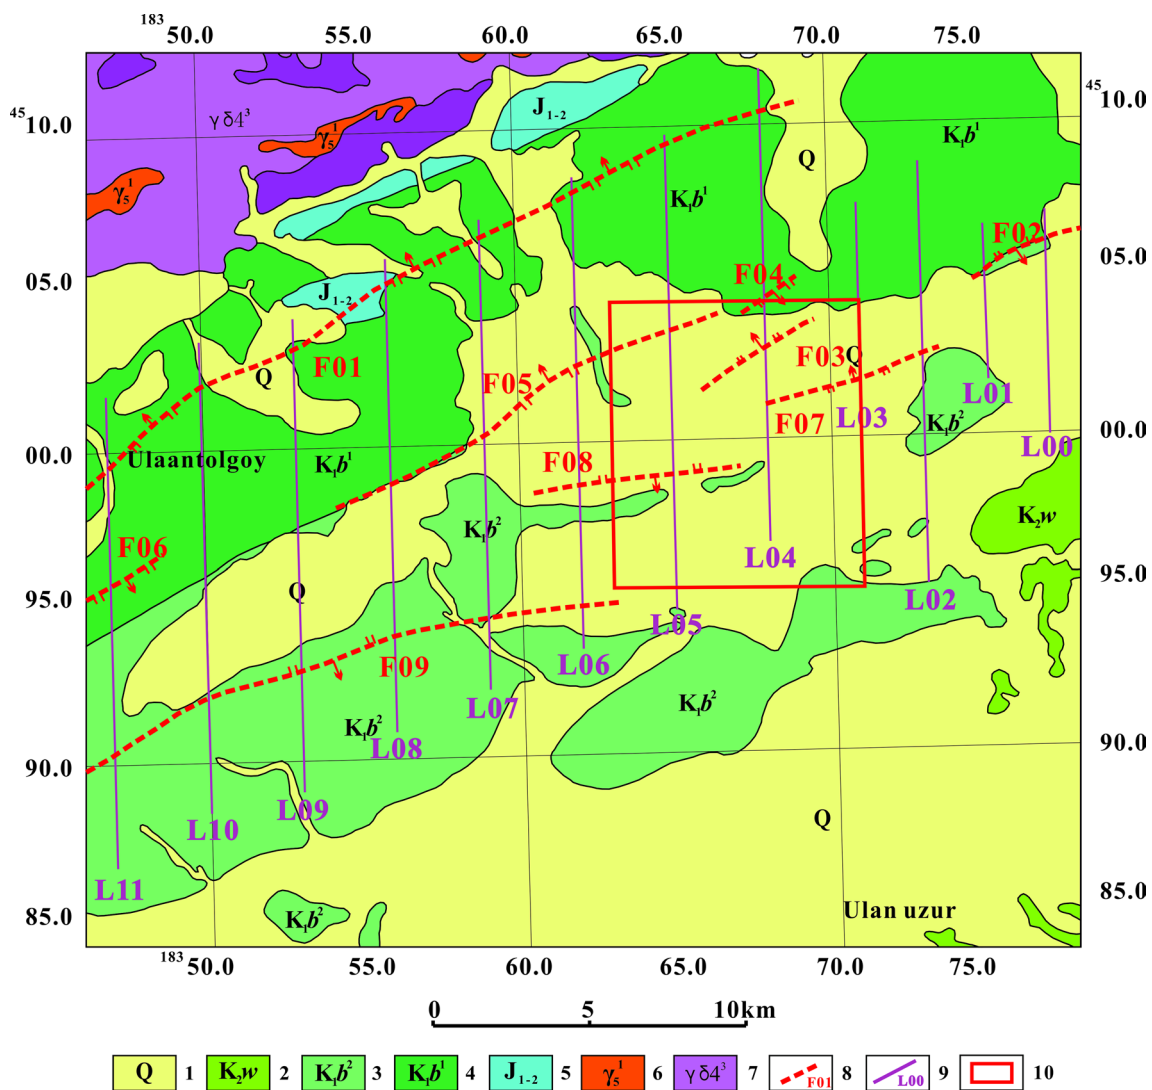 183 50.0 55.0 60.0 65.0 70.0 75.0
45 10.0
45 10.0
J₁₋₂
γδ4³
γ₅¹
K₁b¹
Q
γ₅¹
K₁b¹
F02
05.0
05.0
J₁₋₂
F04
F01
Q
F05
F03
Q
L01
F07
L03
K₁b²
L00
00.0
00.0
Ulaantolgoy
K₁b¹
F08
K₂w
F06
K₁b²
L04
95.0
95.0
Q
L02
L05
F09
L06
K₁b²
L07
K₁b²
L08
90.0
90.0
L09
L10
Q
L11
85.0
85.0
K₁b²
Ulan uzur
183 50.0 55.0 60.0 65.0 70.0 75.0
0 5 10km
Q 1 K₂w 2 K₁b² 3 K₁b¹ 4 J₁₋₂ 5 γ₅¹ 6 γδ4³ 7 F01 8 L00 9 10